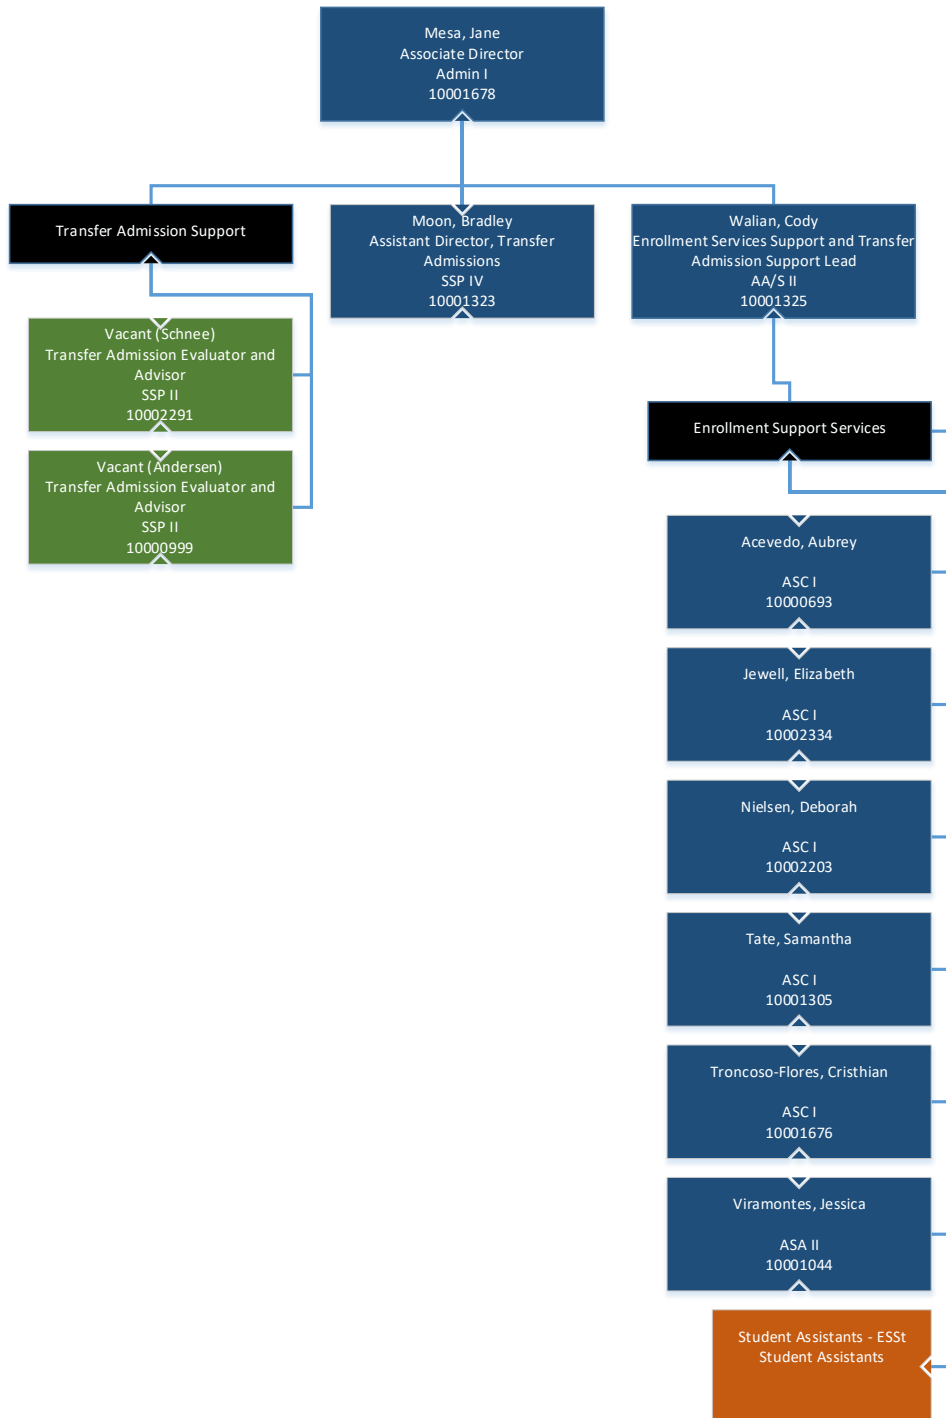 Mesa, Jane
Associate Director
Admin I
10001678
Transfer Admission Support
Moon, Bradley
Assistant Director, Transfer
Admissions
SSP IV
10001323
Walian, Cody
Enrollment Services Support and Transfer
Admission Support Lead
AA/S II
10001325
Vacant (Schnee)
Transfer Admission Evaluator and
Advisor
SSP II
10002291
Vacant (Andersen)
Transfer Admission Evaluator and
Advisor
SSP II
10000999
Enrollment Support Services
Acevedo, Aubrey
ASC I
10000693
Jewell, Elizabeth
ASC I
10002334
Nielsen, Deborah
ASC I
10002203
Tate, Samantha
ASC I
10001305
Troncoso-Flores, Cristhian
ASC I
10001676
Viramontes, Jessica
ASA II
10001044
Student Assistants - ESSt
Student Assistants